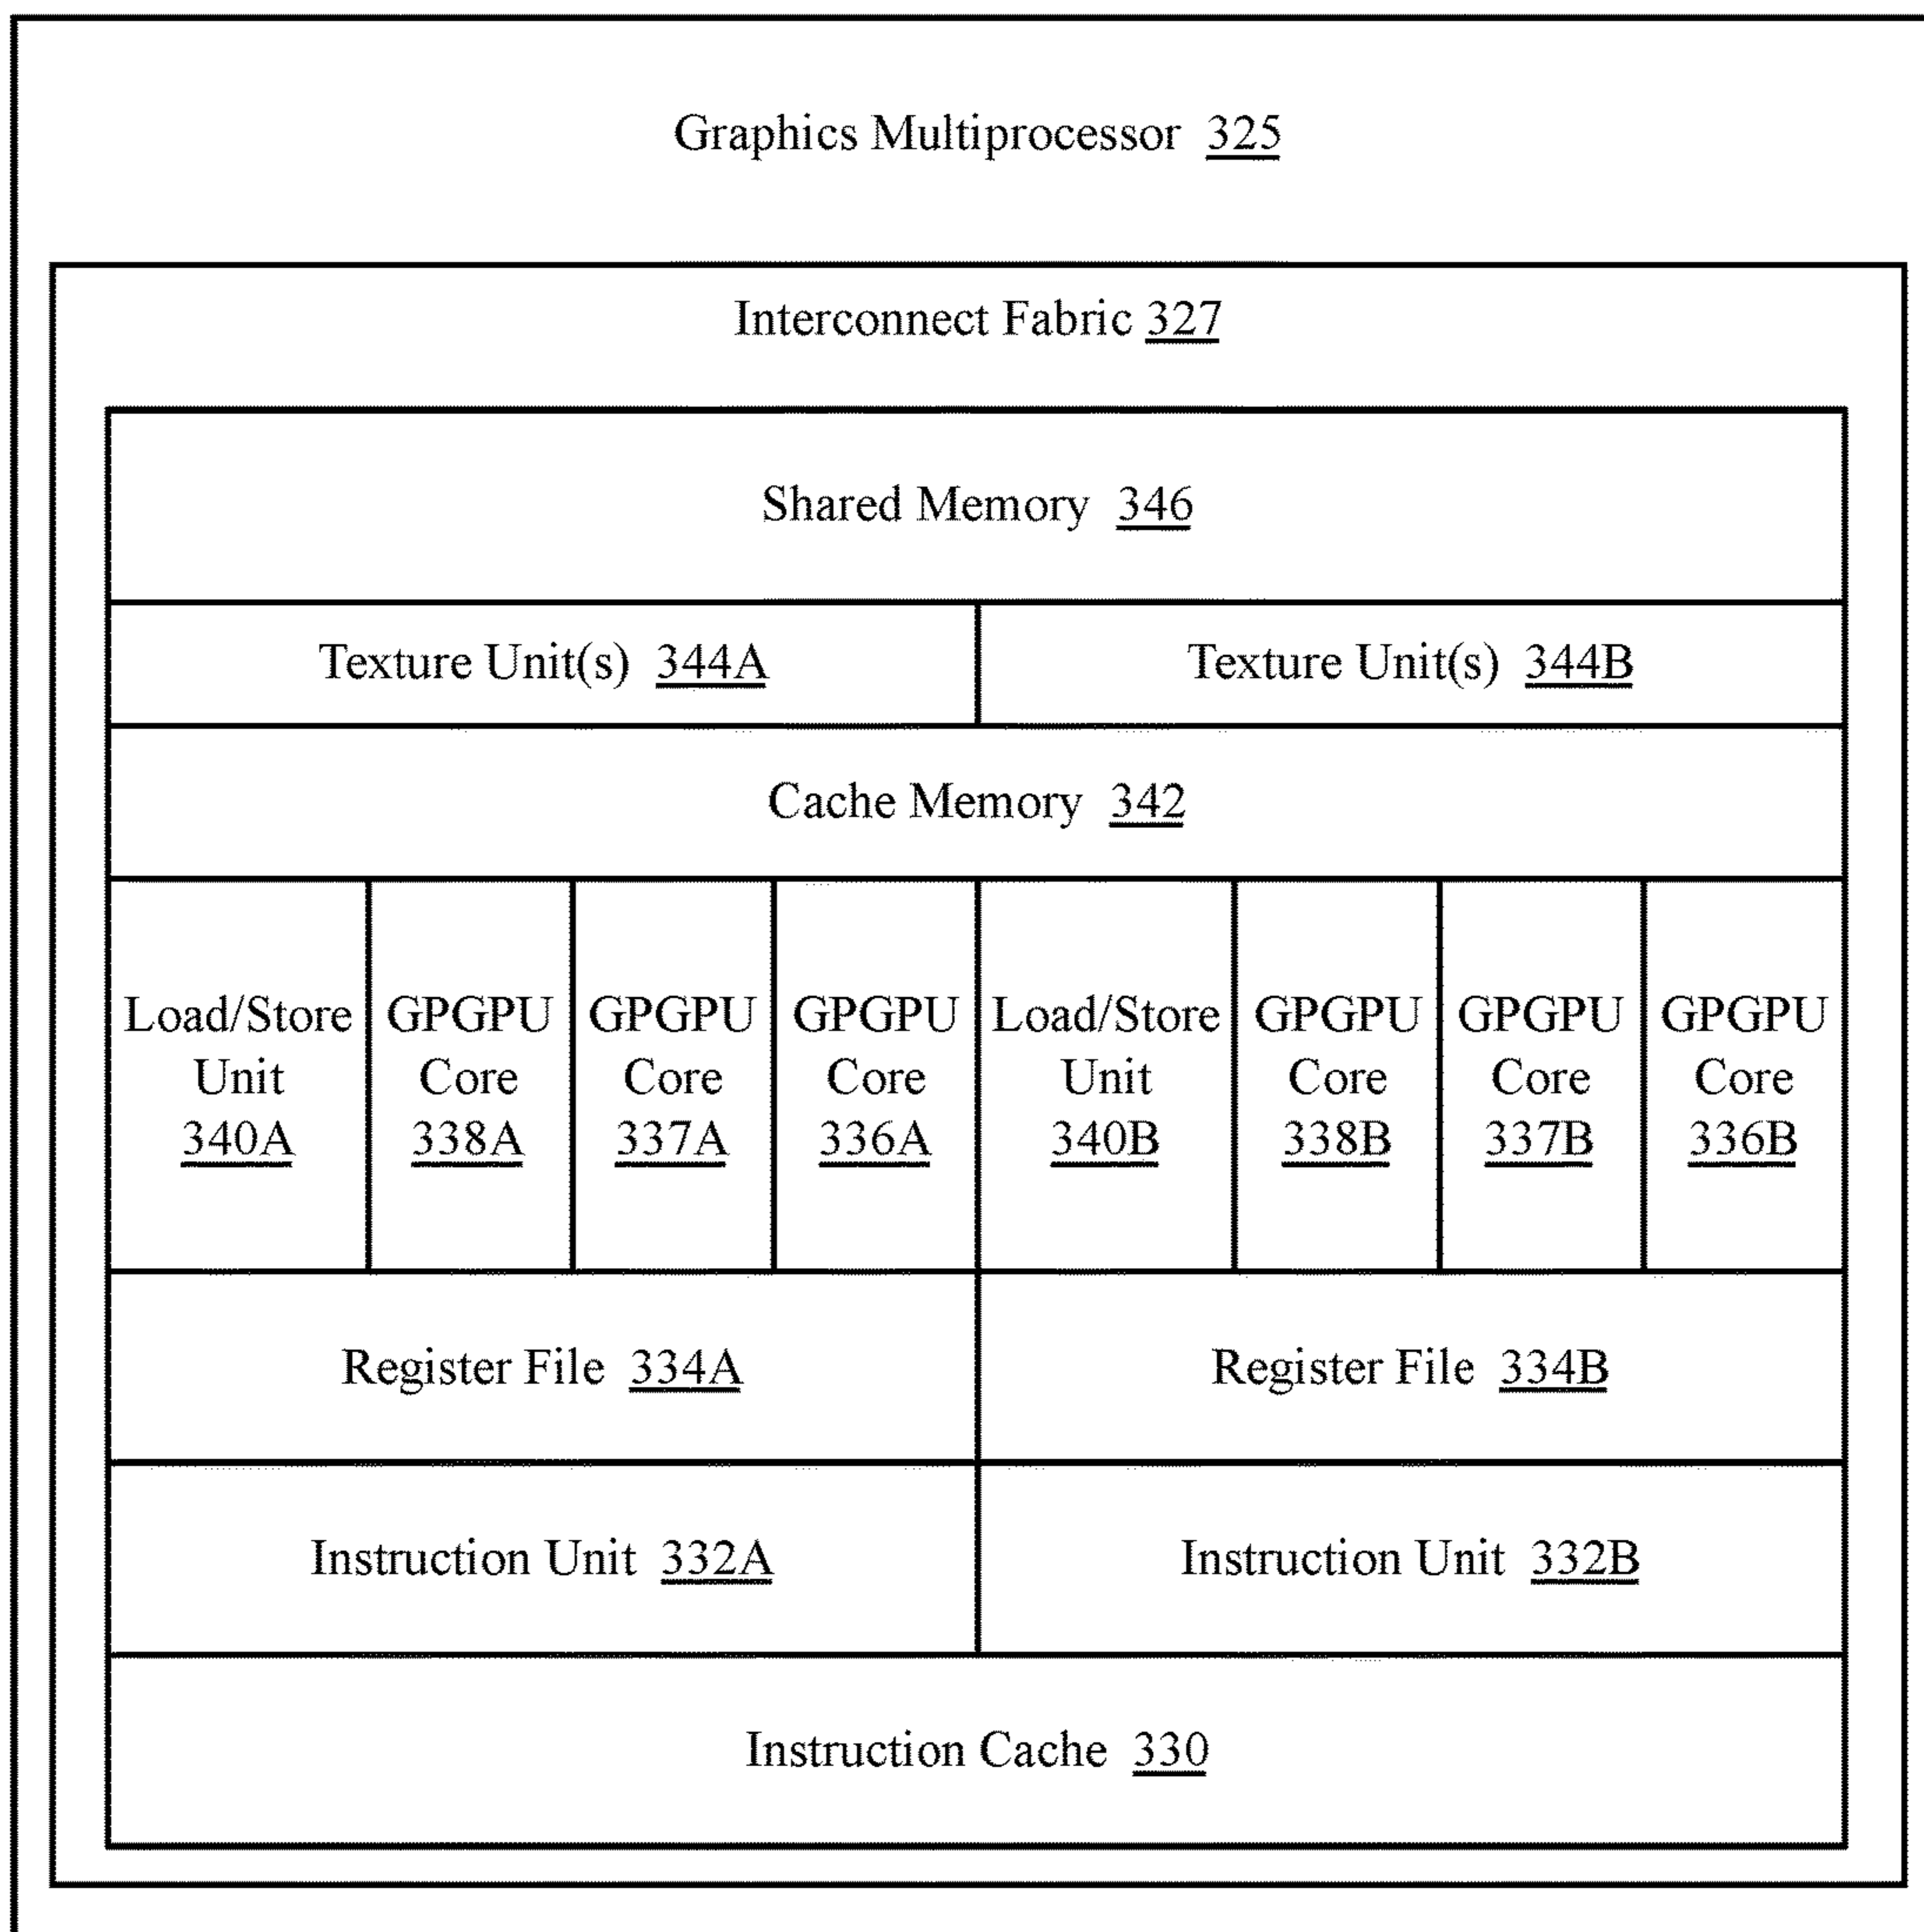 Graphics Multiprocessor 325
Interconnect Fabric 327
Shared Memory 346
Texture Unit(s) 344A
Texture Unit(s) 344B
Cache Memory 342
Load/Store
Unit
340A
GPGPU
Core
338A
GPGPU
Core
337A
GPGPU
Core
336A
Load/Store
Unit
340B
GPGPU
Core
338B
GPGPU
Core
337B
GPGPU
Core
336B
Register File 334A
Register File 334B
Instruction Unit 332A
Instruction Unit 332B
Instruction Cache 330